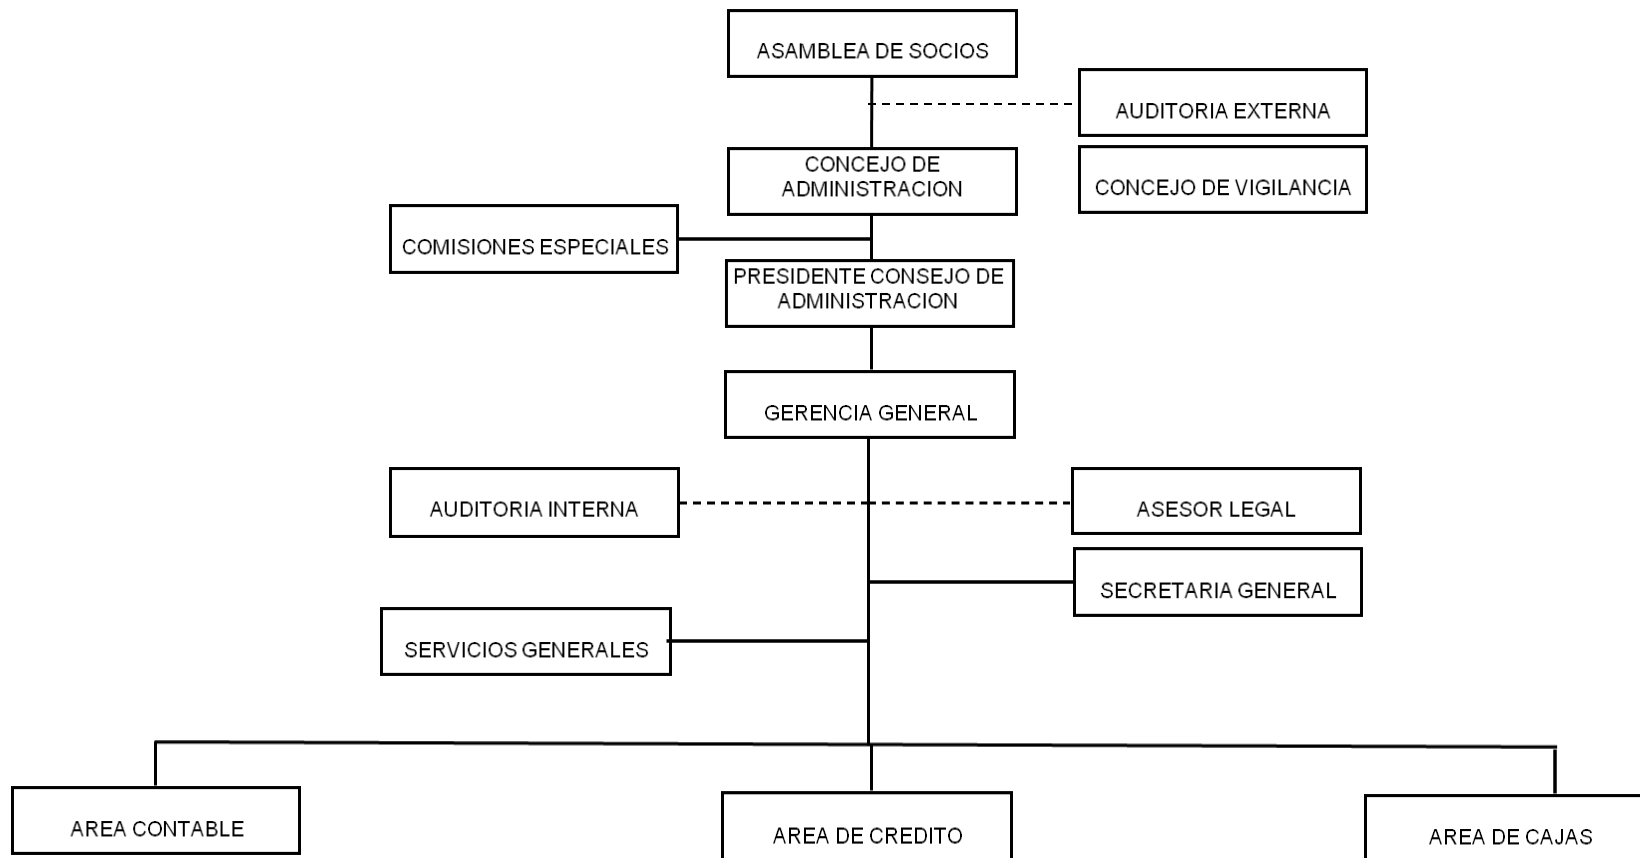 ASAMBLEA DE SOCIOS
AUDITORIA EXTERNA
CONCEJO DE
ADMINISTRACION
CONCEJO DE VIGILANCIA
COMISIONES ESPECIALES
PRESIDENTE CONSEJO DE
ADMINISTRACION
GERENCIA GENERAL
AUDITORIA INTERNA
ASESOR LEGAL
SECRETARIA GENERAL
SERVICIOS GENERALES
AREA CONTABLE
AREA DE CREDITO
AREA DE CAJAS